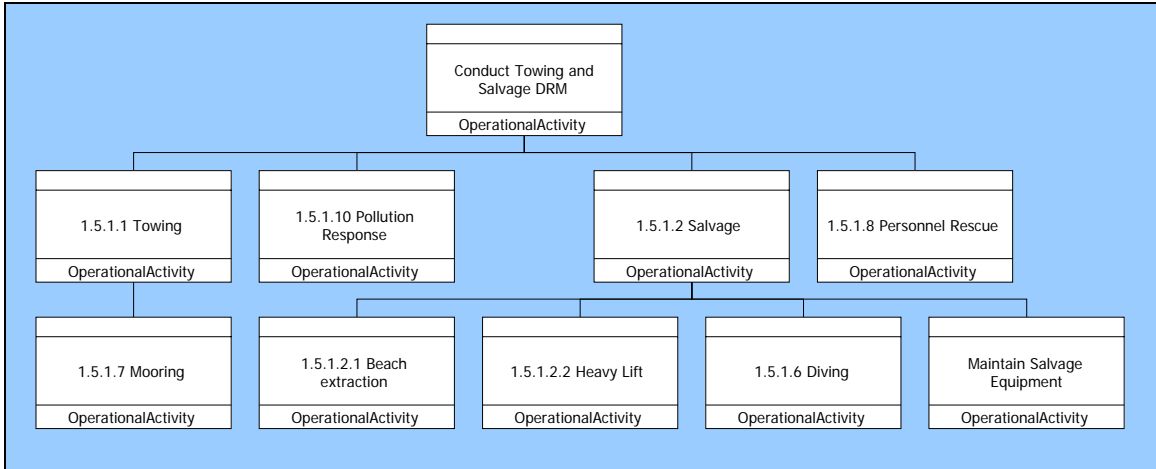 Conduct Towing and
Salvage DRM
OperationalActivity
1.5.1.1 Towing
OperationalActivity
1.5.1.10 Pollution
Response
OperationalActivity
1.5.1.2 Salvage
OperationalActivity
1.5.1.8 Personnel Rescue
OperationalActivity
1.5.1.7 Mooring
OperationalActivity
1.5.1.2.1 Beach
extraction
OperationalActivity
1.5.1.2.2 Heavy Lift
OperationalActivity
1.5.1.6 Diving
OperationalActivity
Maintain Salvage
Equipment
OperationalActivity